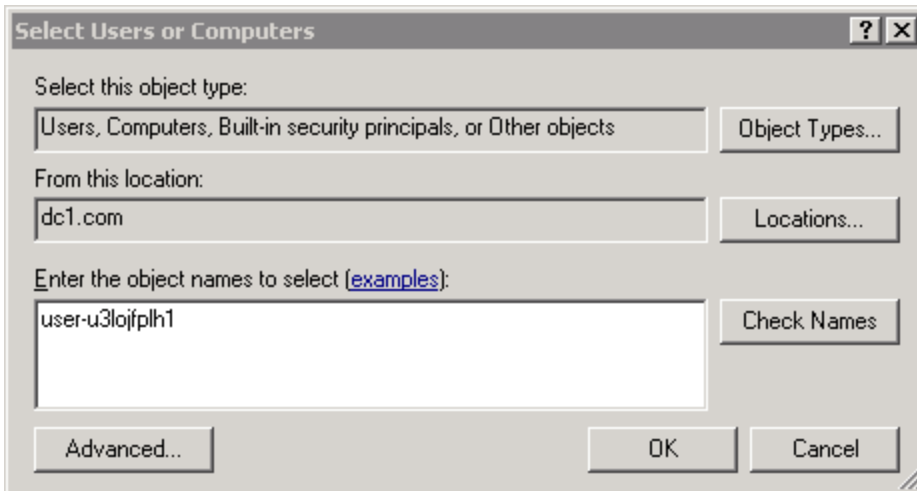 Select Users or Computers
Select this object type:
Users, Computers, Built-in security principals, or Other objects
Object Types...
From this location:
dc1.com
Locations...
Enter the object names to select (examples):
user-u3lojfplh1
Check Names
Advanced...
OK
Cancel